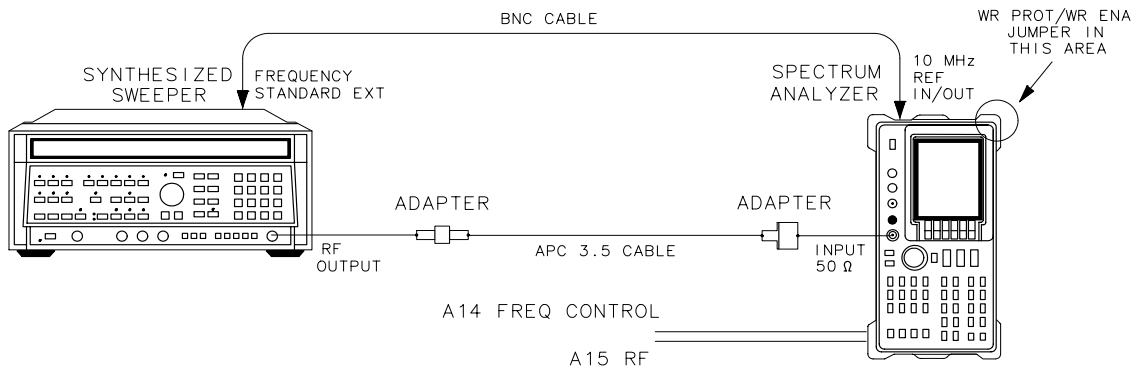 BNC CABLE
WR PROT/WR ENA
JUMPER IN
THIS AREA
SYNTHESIZED
SWEEPER
FREQUENCY
STANDARD EXT
SPECTRUM
ANALYZER
10 MHz
REF
IN/OUT
ADAPTER
ADAPTER
RF
OUTPUT
APC 3.5 CABLE
INPUT
50 Ω
A14 FREQ CONTROL
A15 RF